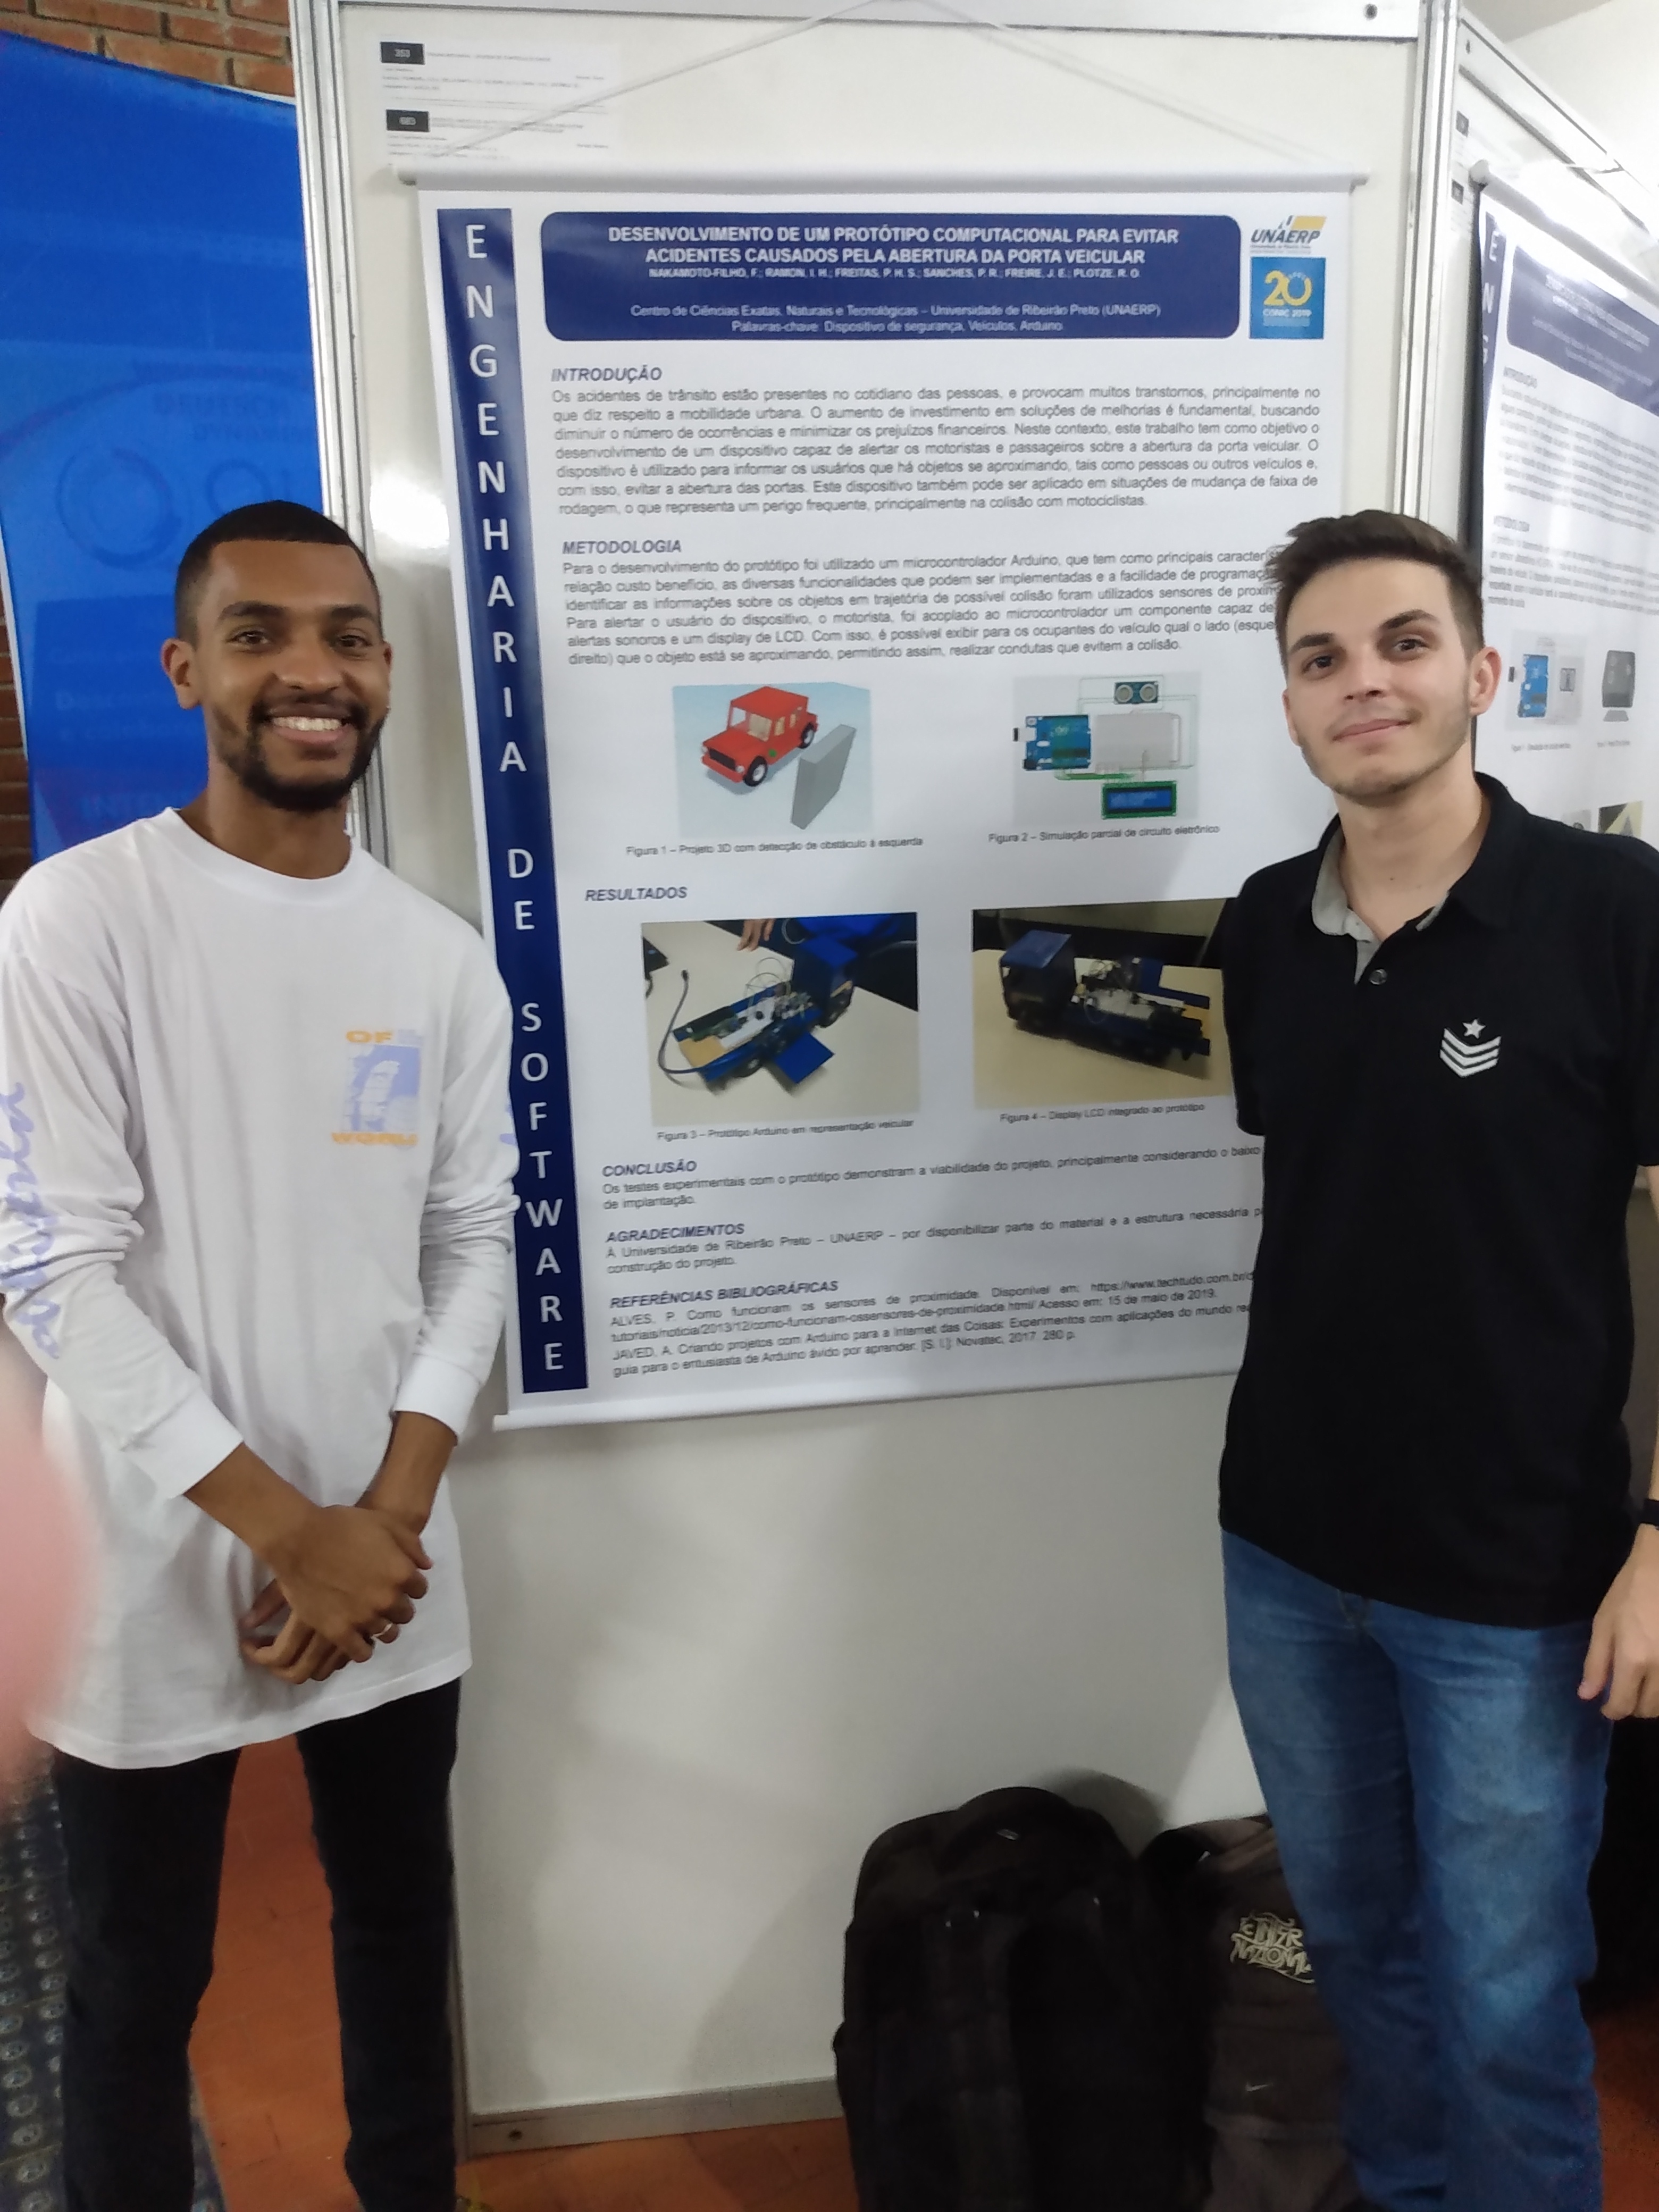 253
685
ENGENHARIA DE SOFTWARE
DESENVOLVIMENTO DE UM PROTÓTIPO COMPUTACIONAL PARA EVITAR
ACIDENTES CAUSADOS PELA ABERTURA DA PORTA VEICULAR
NAKAMOTO-FILHO, F.; RAMON, I. H.; FREITAS, P. H. S.; SANCHES, P. R.; FREIRE, J. E.; PLOTZE, R. O.
Centro de Ciências Exatas, Naturais e Tecnológicas – Universidade de Ribeirão Preto (UNAERP)
Palavras-chave: Dispositivo de segurança, Veículos, Arduino
UNAERP
20
CONIC 2019
INTRODUÇÃO
Os acidentes de trânsito estão presentes no cotidiano das pessoas, e provocam muitos transtornos, principalmente no
que diz respeito a mobilidade urbana. O aumento de investimento em soluções de melhorias é fundamental, buscando
diminuir o número de ocorrências e minimizar os prejuízos financeiros. Neste contexto, este trabalho tem como objetivo o
desenvolvimento de um dispositivo capaz de alertar os motoristas e passageiros sobre a abertura da porta veicular. O
dispositivo é utilizado para informar os usuários que há objetos se aproximando, tais como pessoas ou outros veículos e,
com isso, evitar a abertura das portas. Este dispositivo também pode ser aplicado em situações de mudança de faixa de
rodagem, o que representa um perigo frequente, principalmente na colisão com motociclistas.
METODOLOGIA
Para o desenvolvimento do protótipo foi utilizado um microcontrolador Arduino, que tem como principais caracterís
relação custo benefício, as diversas funcionalidades que podem ser implementadas e a facilidade de programaç
identificar as informações sobre os objetos em trajetória de possível colisão foram utilizados sensores de proxim
Para alertar o usuário do dispositivo, o motorista, foi acoplado ao microcontrolador um componente capaz de
alertas sonoros e um display de LCD. Com isso, é possível exibir para os ocupantes do veículo qual o lado (esque
direito) que o objeto está se aproximando, permitindo assim, realizar condutas que evitem a colisão.
Figura 1 – Projeto 3D com detecção de obstáculo à esquerda
Figura 2 – Simulação parcial de circuito eletrônico
RESULTADOS
Figura 3 – Protótipo Arduino em representação veicular
Figura 4 – Display LCD integrado ao protótipo
CONCLUSÃO
Os testes experimentais com o protótipo demonstram a viabilidade do projeto, principalmente considerando o baixo
de implantação.
AGRADECIMENTOS
À Universidade de Ribeirão Preto – UNAERP – por disponibilizar parte do material e a estrutura necessária p
construção do projeto.
REFERÊNCIAS BIBLIOGRÁFICAS
ALVES, P. Como funcionam os sensores de proximidade. Disponível em: https://www.techtudo.com.br/
tutoriais/noticia/2013/12/como-funcionam-ossensores-de-proximidade.html/ Acesso em: 15 de maio de 2019.
JAVED, A. Criando projetos com Arduino para a Internet das Coisas: Experimentos com aplicações do mundo rea
guia para o entusiasta de Arduino ávido por aprender. [S. l.]: Novatec, 2017. 280 p.
OF
WORLD